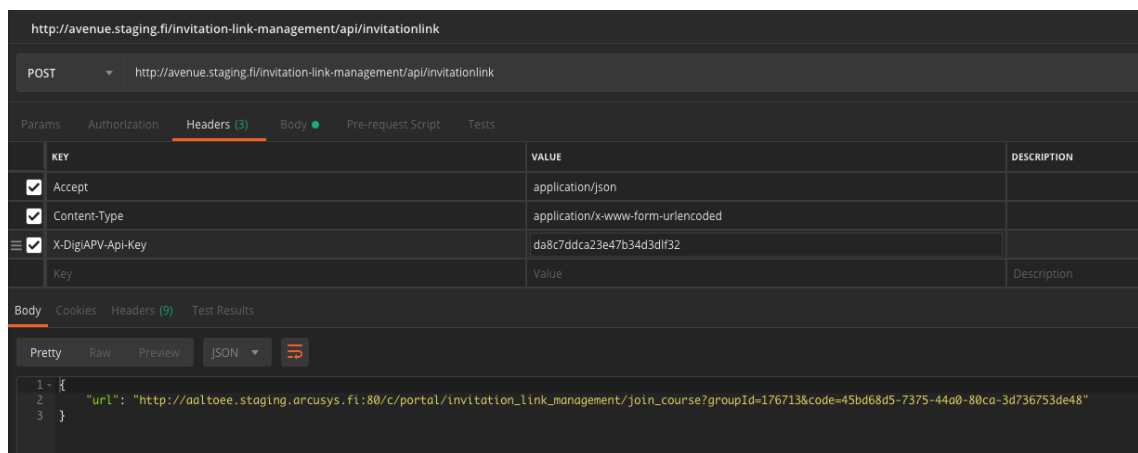 http://avenue.staging.fi/invitation-link-management/api/invitationlink
POST http://avenue.staging.fi/invitation-link-management/api/invitationlink
Params Authorization Headers (3) Body Pre-request Script Tests
KEY VALUE DESCRIPTION
Accept application/json
Content-Type application/x-www-form-urlencoded
X-DigiAPV-Api-Key da8c7ddca23e47b34d3dlf32
Key Value Description
Body Cookies Headers (9) Test Results
Pretty Raw Preview JSON
1 {
2 "url": "http://aaltoee.staging.arcusys.fi:80/c/portal/invitation_link_management/join_course?groupId=176713&code=45bd68d5-7375-44a0-80ca-3d736753de48"
3 }